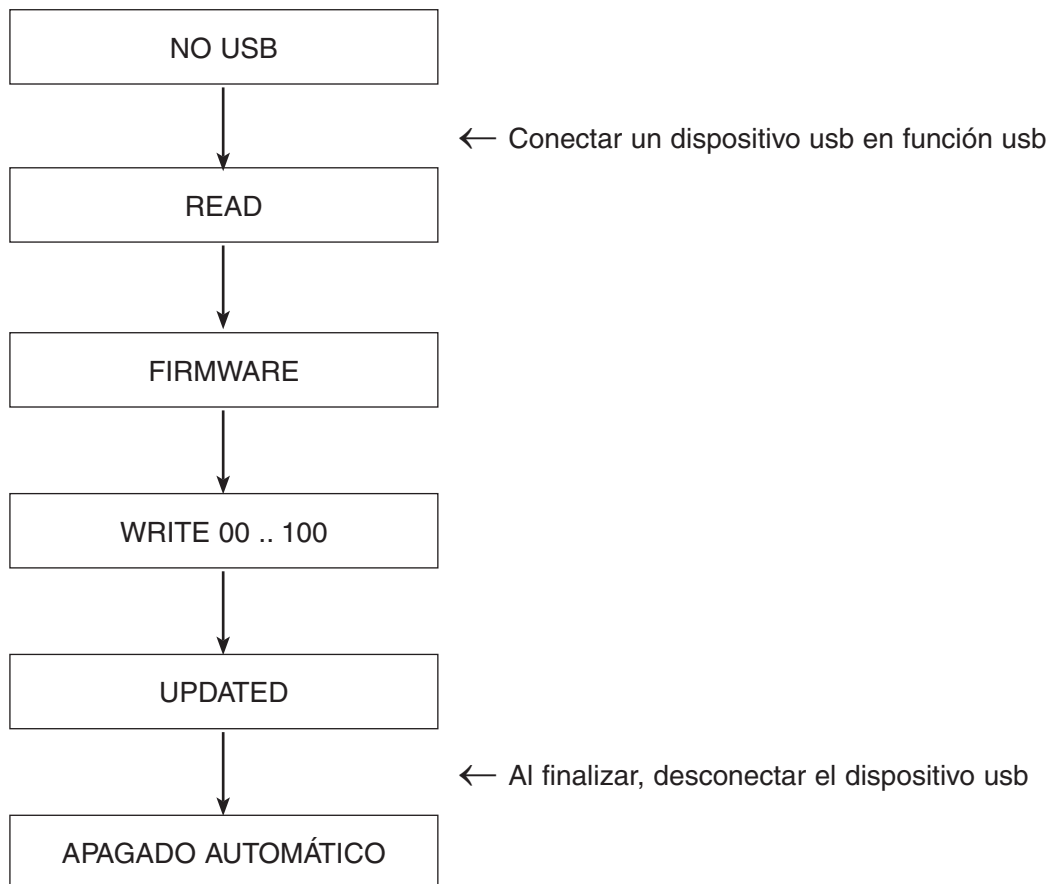 NO USB
← Conectar un dispositivo usb en función usb
READ
FIRMWARE
WRITE 00 .. 100
UPDATED
← Al finalizar, desconectar el dispositivo usb
APAGADO AUTOMÁTICO